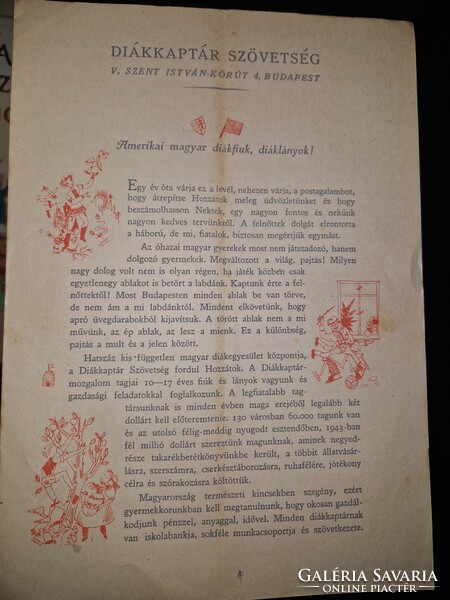 DIÁKKAPTÁR SZÖVETSÉG
V, SZENT ISTVÁN-KÖRÚT 4, BUDAPEST
Amerikai magyar diákfiuk, diáklányok!
Egy év óta várja ez a levél, nehezen várja, a postagalambot,
hogy átrepítse Hozzátok meleg üdvözletünket és hogy
beszámolhasson Nektek, egy nagyon fontos és nekünk
nagyon kedves tervünkről. A felnőttek dolgát elrontotta
a háború, de mi, fiatalok, biztosan megértjük egymást.
Az óhazai magyar gyerekek most nem játszadozó, hanem
dolgozó gyermekek. Megváltozott a világ, pajtás! Milyen
nagy dolog volt nem is olyan régen, ha játék közben csak
egyetlenegy ablakot is betört a labdánk. Kaptunk érte a fel-
nőttektől! Most Budapesten minden ablak be van törve,
de nem ám a mi labdánktól. Mindent elkövetünk, hogy
apró üvegdarabokból kijavítsuk. A törött ablak nem a mi
művünk, az ép ablak, az lesz a mienk. Ez a különbség,
pajtás a mult és a jelen között.
Hatszáz kis független magyar diákegyesület központja,
a Diákkaptár Szövetség fordul Hozzátok. A Diákkaptár-
mozgalom tagjai 10—17 éves fiúk és lányok vagyunk és
gazdasági feladatokkal foglalkozunk. A legfiatalabb tag-
társunknak is minden évben maga erejéből legalább két
dollárt kell előteremtenie. 130 városban 60.000 tagunk van
és az utolsó félig-meddig nyugodt esztendőben, 1943-ban
fél millió dollárt szereztünk magunknak, aminek negyed-
része takarékbetétkönyvünkbe került, a többit állatvásár-
lásra, szerszámra, cserkésztáborozásra, ruhafélére, jótékony
célra és szórakozásra költöttük.
Magyarország természeti kincsekben szegény, ezért
gyermekkorunkban kell megtanulnunk, hogy okosan gazdál-
kodjunk pénzzel, anyaggal, idővel. Minden diákkaptárnak
van iskolabankja, sokféle munkacsoportja és szövetkezete.
GALÉRIA SAVARIA
ONLINE PIACTÉR